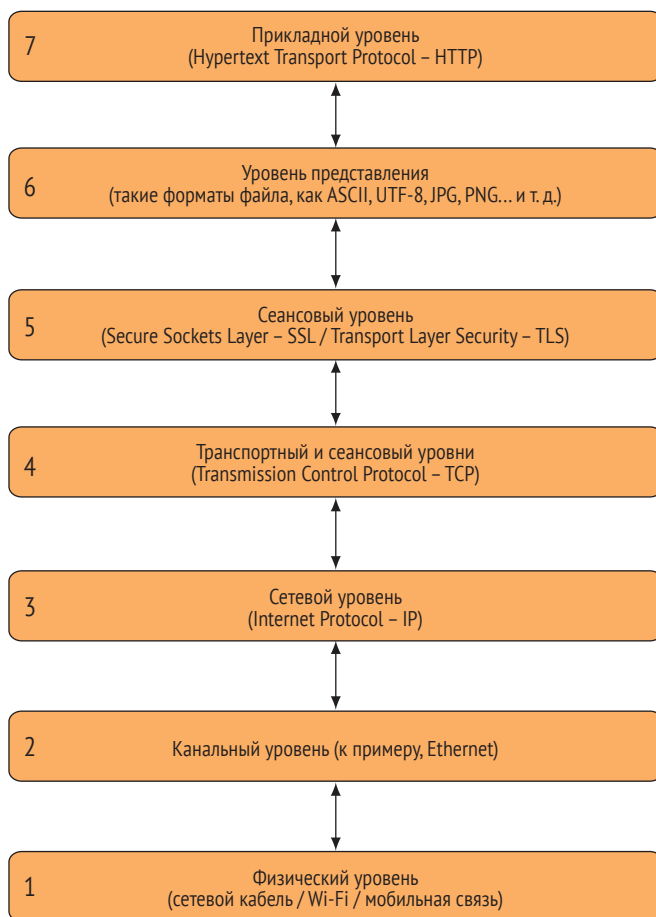 7
Прикладной уровень
(Hypertext Transport Protocol – HTTP)
6
Уровень представления
(такие форматы файла, как ASCII, UTF-8, JPG, PNG... и т. д.)
5
Сеансовый уровень
(Secure Sockets Layer – SSL / Transport Layer Security – TLS)
4
Транспортный и сеансовый уровни
(Transmission Control Protocol – TCP)
3
Сетевой уровень
(Internet Protocol – IP)
2
Канальный уровень (к примеру, Ethernet)
1
Физический уровень
(сетевой кабель / Wi-Fi / мобильная связь)